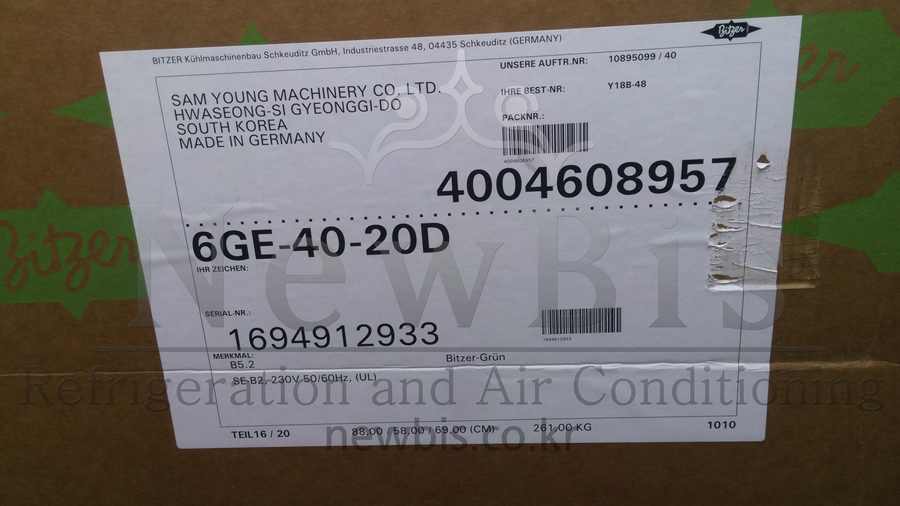 BITZER Kühlmaschinenbau Schkeuditz GmbH, Industriestrasse 48, 04435 Schkeuditz (GERMANY)
Bitzer
SAM YOUNG MACHINERY CO. LTD.
HWASEONG-SI GYEONGGI-DO
SOUTH KOREA
MADE IN GERMANY
UNSERE AUFTR.NR: 10895099 / 40
IHRE BEST-NR: Y18B-48
PACKNR.:
4004608957
4004608957
6GE-40-20D
IHR ZEICHEN:
Bitzer
NewBis
SERIAL-NR.:
1694912933
1694912933
MERKMAL:
B5.2
Bitzer-Grün
SE-B2,-230V 50/60Hz, (UL)
Refrigeration and Air Conditioning
TEIL16 / 20 88,00 / 58,00 / 69,00 (CM) 261,00 KG 1010
newbis.co.kr